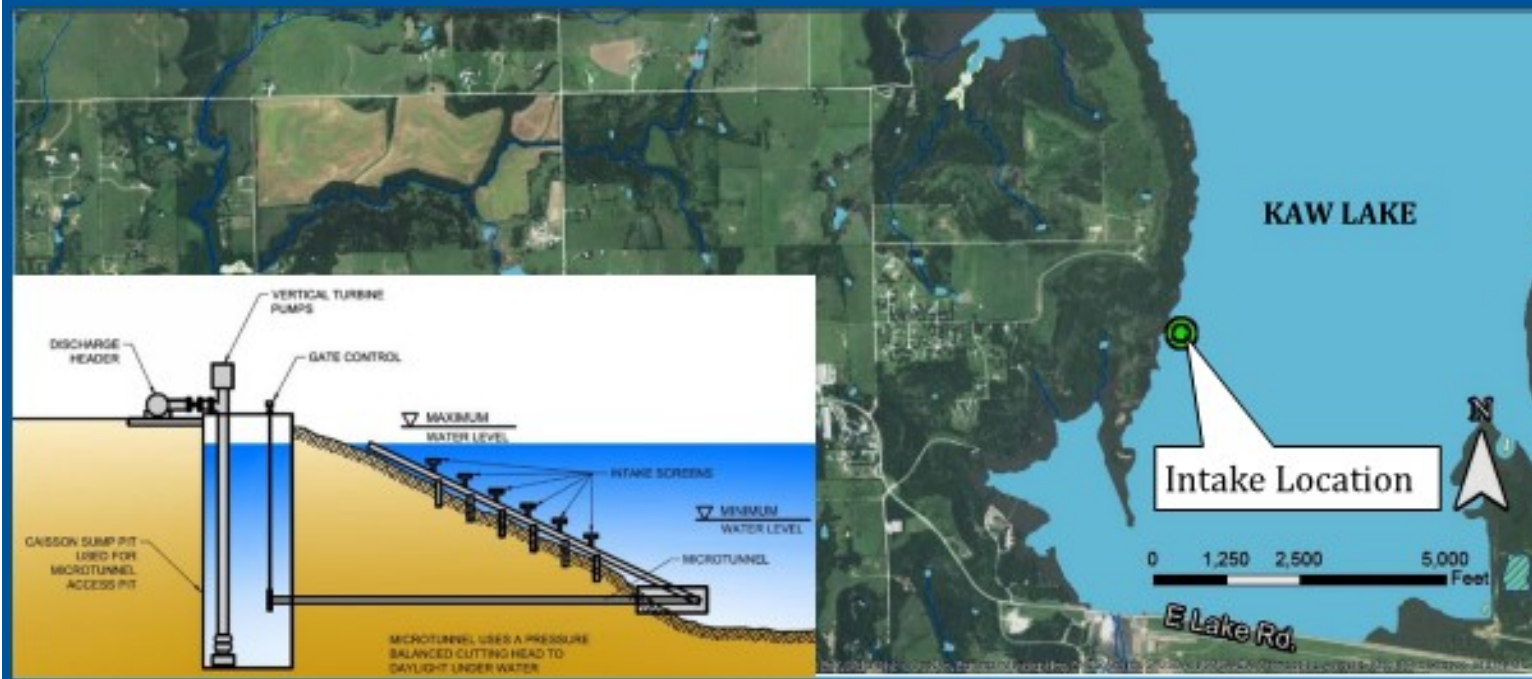 KAW LAKE
Intake Location
N
0 1,250 2,500 5,000
Feet
E Lake Rd.
VERTICAL TURBINE
PUMPS
DISCHARGE
HEADER
GATE CONTROL
MAXIMUM
WATER LEVEL
INTAKE SCREENS
MINIMUM
WATER LEVEL
MICROTUNNEL
CAISSON SUMP PIT
USED FOR
MICROTUNNEL
ACCESS PIT
MICROTUNNEL USES A PRESSURE
BALANCED CUTTING HEAD TO
DAYLIGHT UNDER WATER